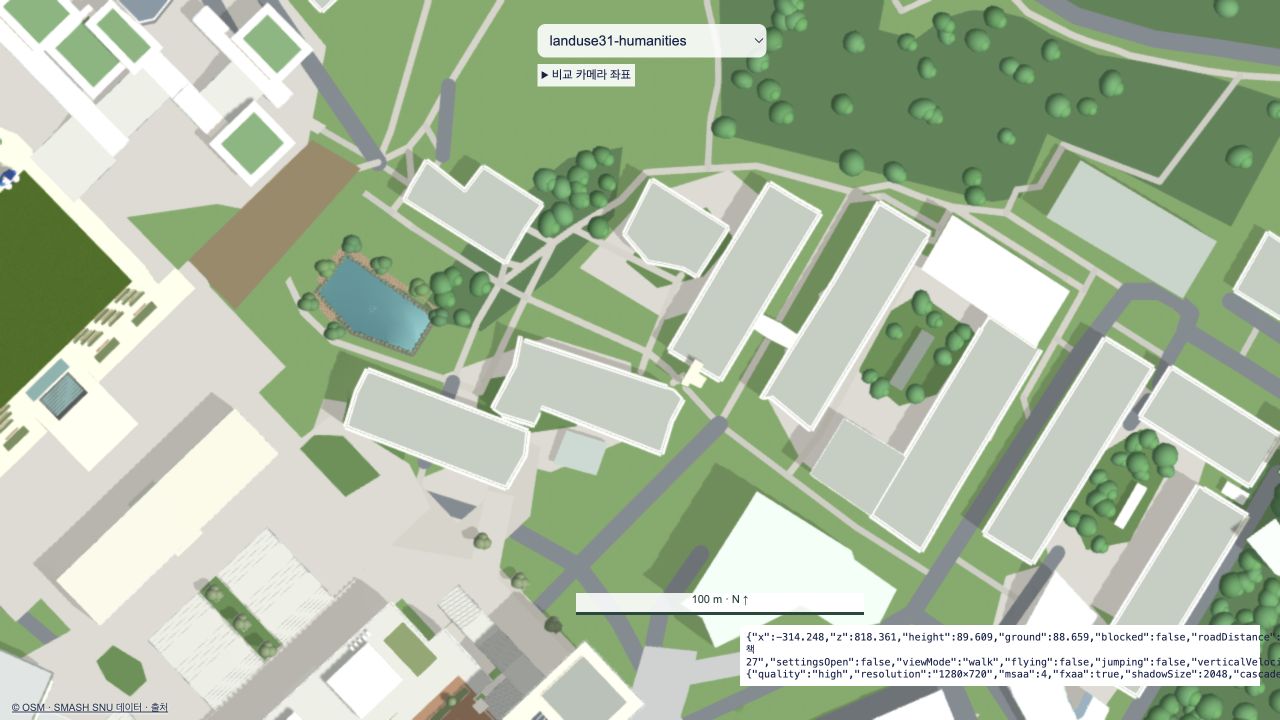 landuse31-humanities
▶ 비교 카메라 좌표
100 m · N ↑
{"x":−314.248,"z":818.361,"height":89.609,"ground":88.659,"blocked":false,"roadDistance"
책
27","settingsOpen":false,"viewMode":"walk","flying":false,"jumping":false,"verticalVeloci
{"quality":"high","resolution":"1280×720","msaa":4,"fxaa":true,"shadowSize":2048,"cascade
© OSM · SMASH SNU 데이터 · 출처